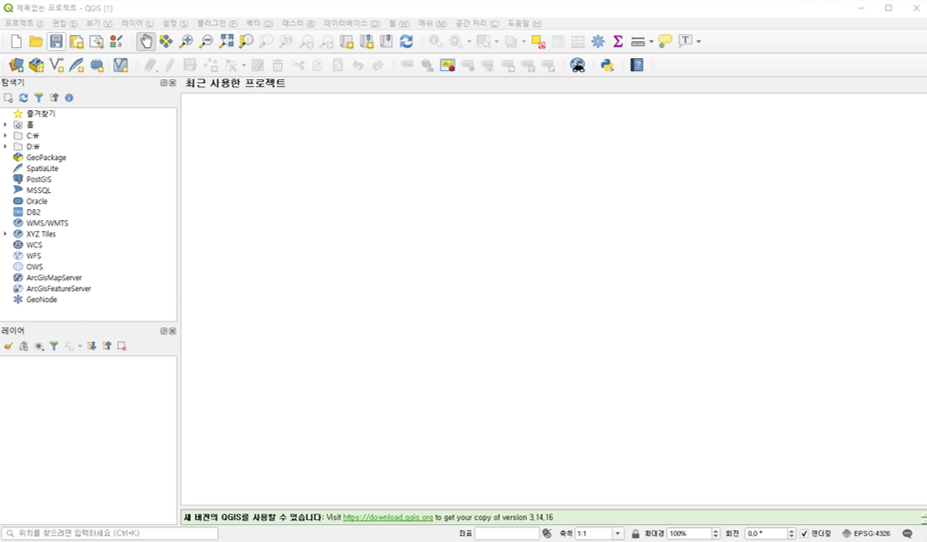 제목없는 프로젝트 - QGIS [1]
프로젝트 (J) 편집 (E) 보기 (V) 레이어 (L) 설정 (S) 플러그인 (P) 벡터 (O) 래스터 (R) 데이터베이스 (D) 웹 (W) 메쉬 (M) 공간 처리 (C) 도움말 (H)
탐색기
최근 사용한 프로젝트
즐겨찾기
홈
C:₩
D:₩
GeoPackage
SpatiaLite
PostGIS
MSSQL
Oracle
DB2
WMS/WMTS
XYZ Tiles
WCS
WFS
OWS
ArcGisMapServer
ArcGisFeatureServer
GeoNode
레이어
새 버전의 QGIS를 사용할 수 있습니다: Visit https://download.qgis.org to get your copy of version 3,14,16
위치를 찾으려면 입력하세요 (Ctrl+K)
좌표
축척 1:1
확대경 100%
회전 0,0 °
렌더링
EPSG:4326